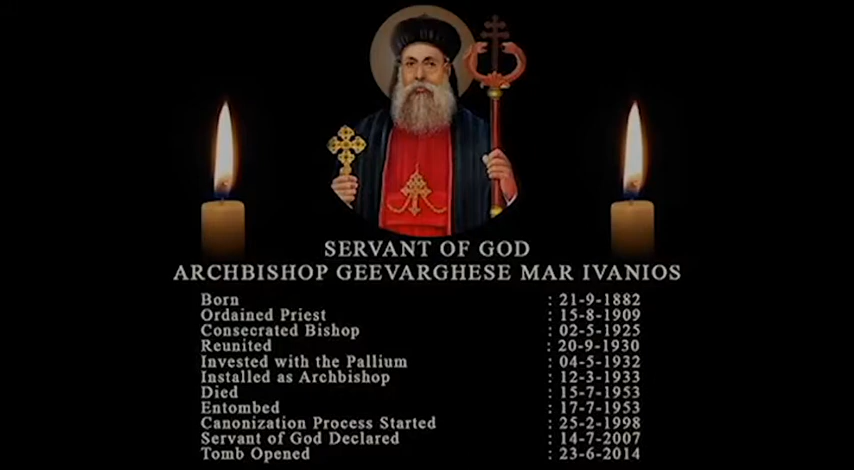 SERVANT OF GOD
ARCHBISHOP GEEVARGHESE MAR IVANIOS
Born : 21-9-1882
Ordained Priest : 15-8-1909
Consecrated Bishop : 02-5-1925
Reunited : 20-9-1930
Invested with the Pallium : 04-5-1932
Installed as Archbishop : 12-3-1933
Died : 15-7-1953
Entombed : 17-7-1953
Canonization Process Started : 25-2-1998
Servant of God Declared : 14-7-2007
Tomb Opened : 23-6-2014